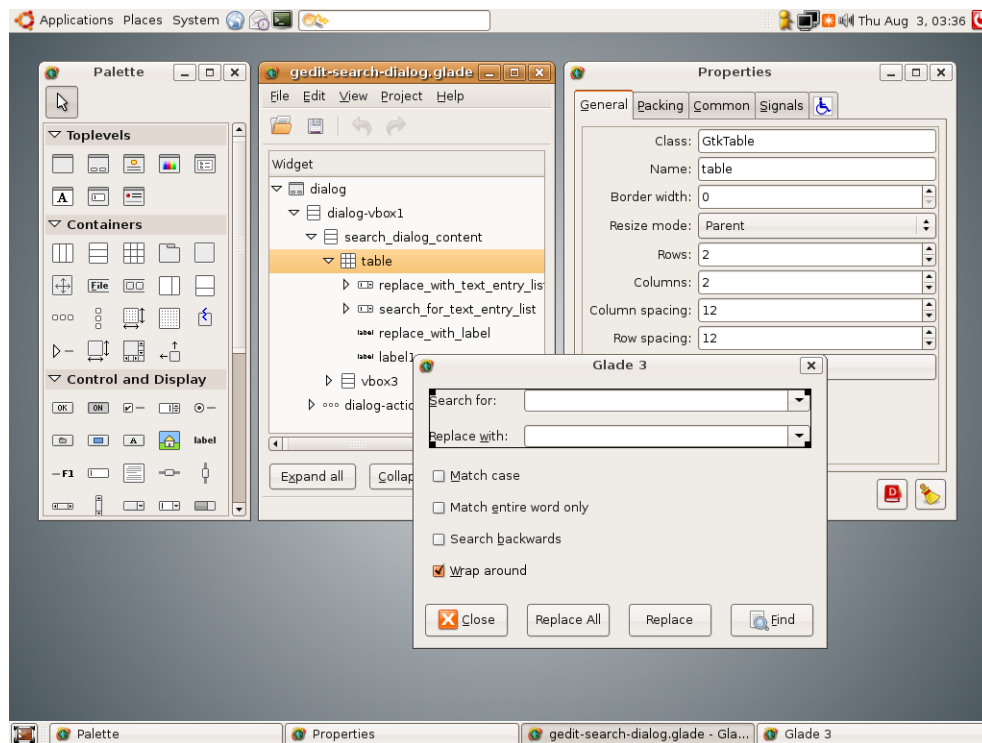 Applications Places System
Thu Aug 3, 03:36
Palette
Toplevels
A
Containers
File
Control and Display
OK
ON
A
label
F1
gedit-search-dialog.glade
File Edit View Project Help
Widget
dialog
dialog-vbox1
search_dialog_content
table
replace_with_text_entry_lis
search_for_text_entry_list
label replace_with_label
label label1
vbox3
dialog-actio
Expand all
Collap
Properties
General Packing Common Signals
Class: GtkTable
Name: table
Border width: 0
Resize mode: Parent
Rows: 2
Columns: 2
Column spacing: 12
Row spacing: 12
D
Glade 3
Search for:
Replace with:
Match case
Match entire word only
Search backwards
Wrap around
Close
Replace All
Replace
Find
Palette
Properties
gedit-search-dialog.glade - Gla...
Glade 3